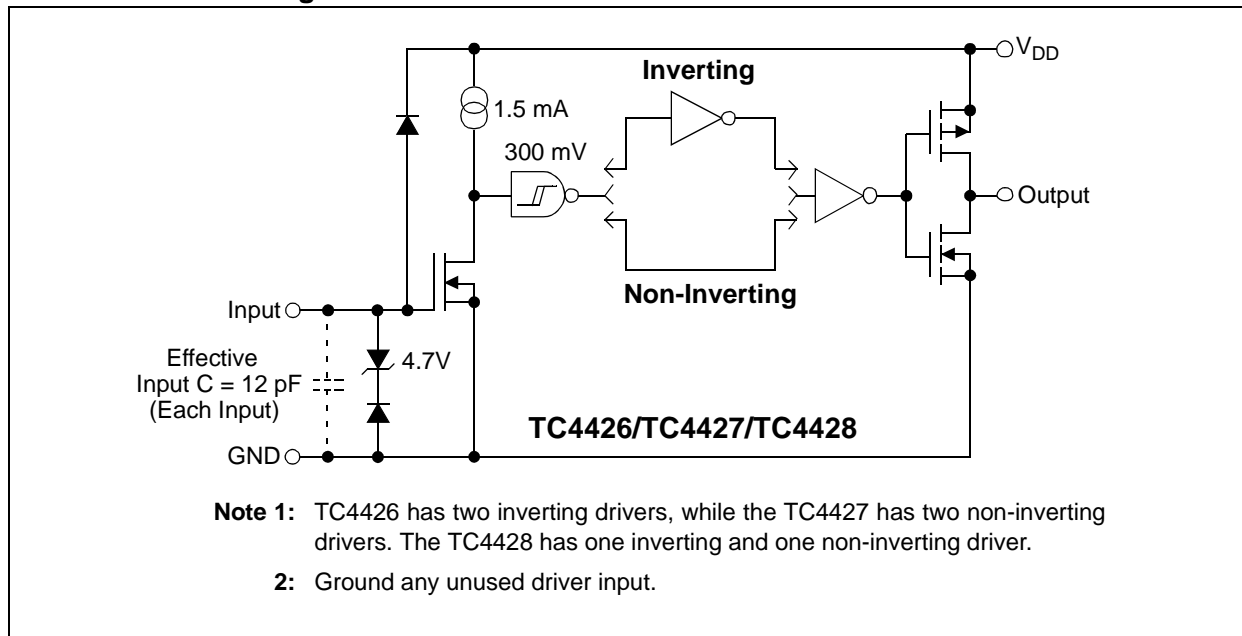 V_DD
Inverting
1.5 mA
300 mV
Output
Non-Inverting
Input
Effective
Input C = 12 pF
(Each Input)
4.7V
TC4426/TC4427/TC4428
GND
Note 1: TC4426 has two inverting drivers, while the TC4427 has two non-inverting
drivers. The TC4428 has one inverting and one non-inverting driver.
2: Ground any unused driver input.